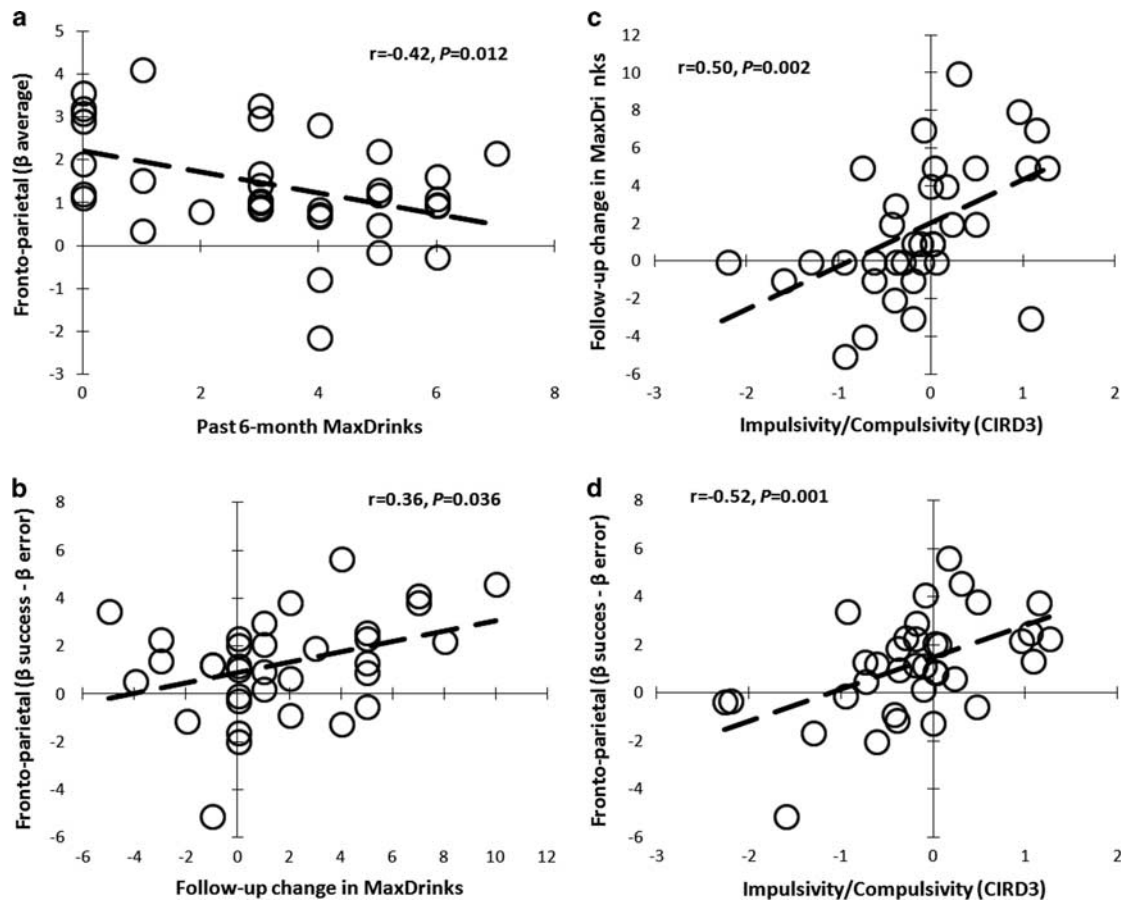 a
r=-0.42, P=0.012
Fronto-parietal (β average)
5
4
3
2
1
0
-1
-2
-3
0 2 4 6 8
Past 6-month MaxDrinks
c
r=0.50, P=0.002
Follow-up change in MaxDri nks
12
10
8
6
4
2
0
-2
-4
-6
-3 -2 -1 0 1 2
Impulsivity/Compulsivity (CIRD3)
b
r=0.36, P=0.036
Fronto-parietal (β success - β error)
8
6
4
2
0
-2
-4
-6
-6 -4 -2 0 2 4 6 8 10 12
Follow-up change in MaxDrinks
d
r=-0.52, P=0.001
Fronto-parietal (β succes - β error)
8
6
4
2
0
-2
-4
-6
-3 -2 -1 0 1 2
Impulsivity/Compulsivity (CIRD3)